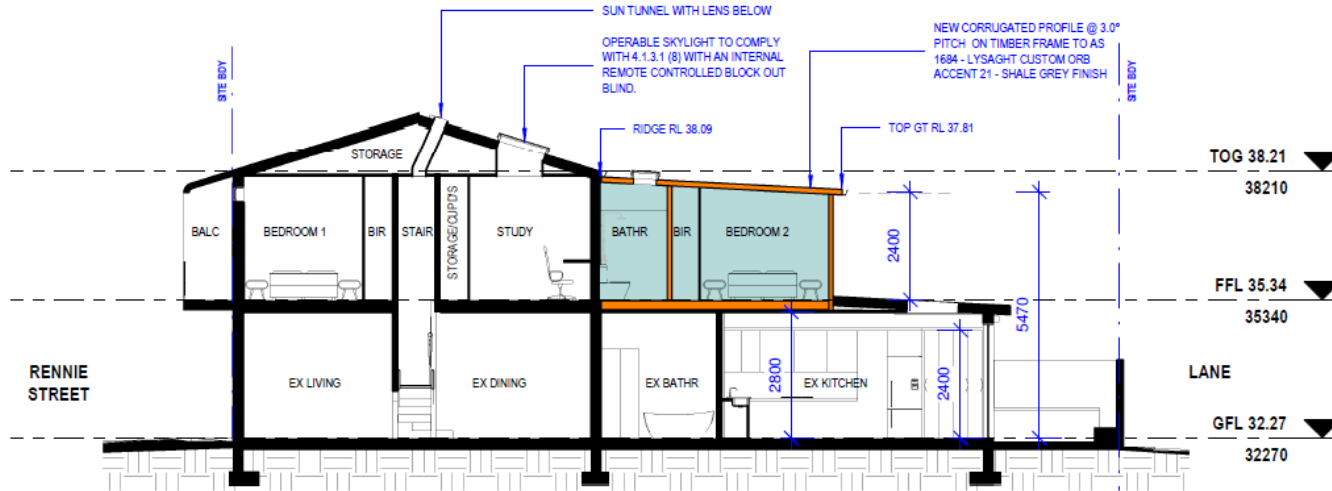 SUN TUNNEL WITH LENS BELOW
OPERABLE SKYLIGHT TO COMPLY
WITH 4.1.3.1 (8) WITH AN INTERNAL
REMOTE CONTROLLED BLOCK OUT
BLIND.
NEW CORRUGATED PROFILE @ 3.0°
PITCH ON TIMBER FRAME TO AS
1684 - LYSAGHT CUSTOM ORB
ACCENT 21 - SHALE GREY FINISH
SITE BDY
SITE BDY
RIDGE RL 38.09
TOP GT RL 37.81
STORAGE
TOG 38.21
38210
BALC
BEDROOM 1
BIR
STAIR
STORAGE/CUPD'S
STUDY
BATHR
BIR
BEDROOM 2
2400
5470
FFL 35.34
35340
RENNIE
STREET
EX LIVING
EX DINING
EX BATHR
2800
EX KITCHEN
2400
LANE
GFL 32.27
32270